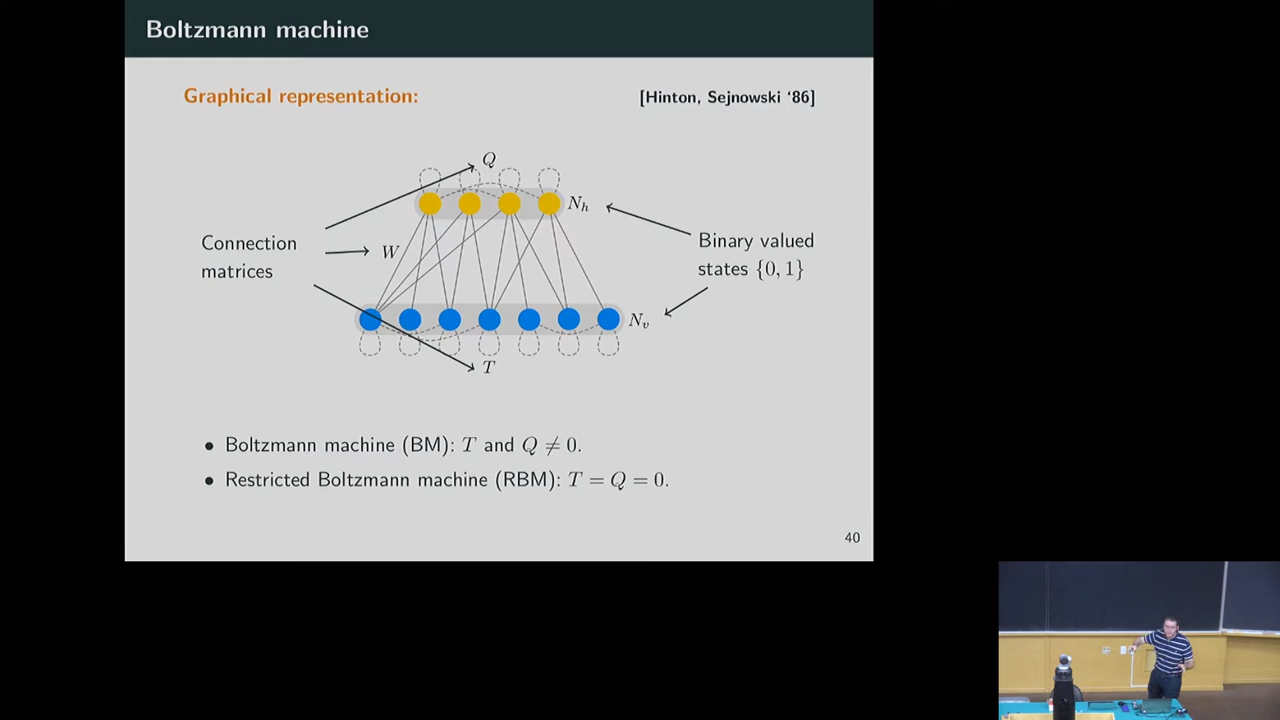 Boltzmann machine
Graphical representation:
[Hinton, Sejnowski ‘86]
Q
N_h
Connection
matrices
W
Binary valued
states {0, 1}
N_v
T
• Boltzmann machine (BM): T and Q ≠ 0.
• Restricted Boltzmann machine (RBM): T = Q = 0.
40